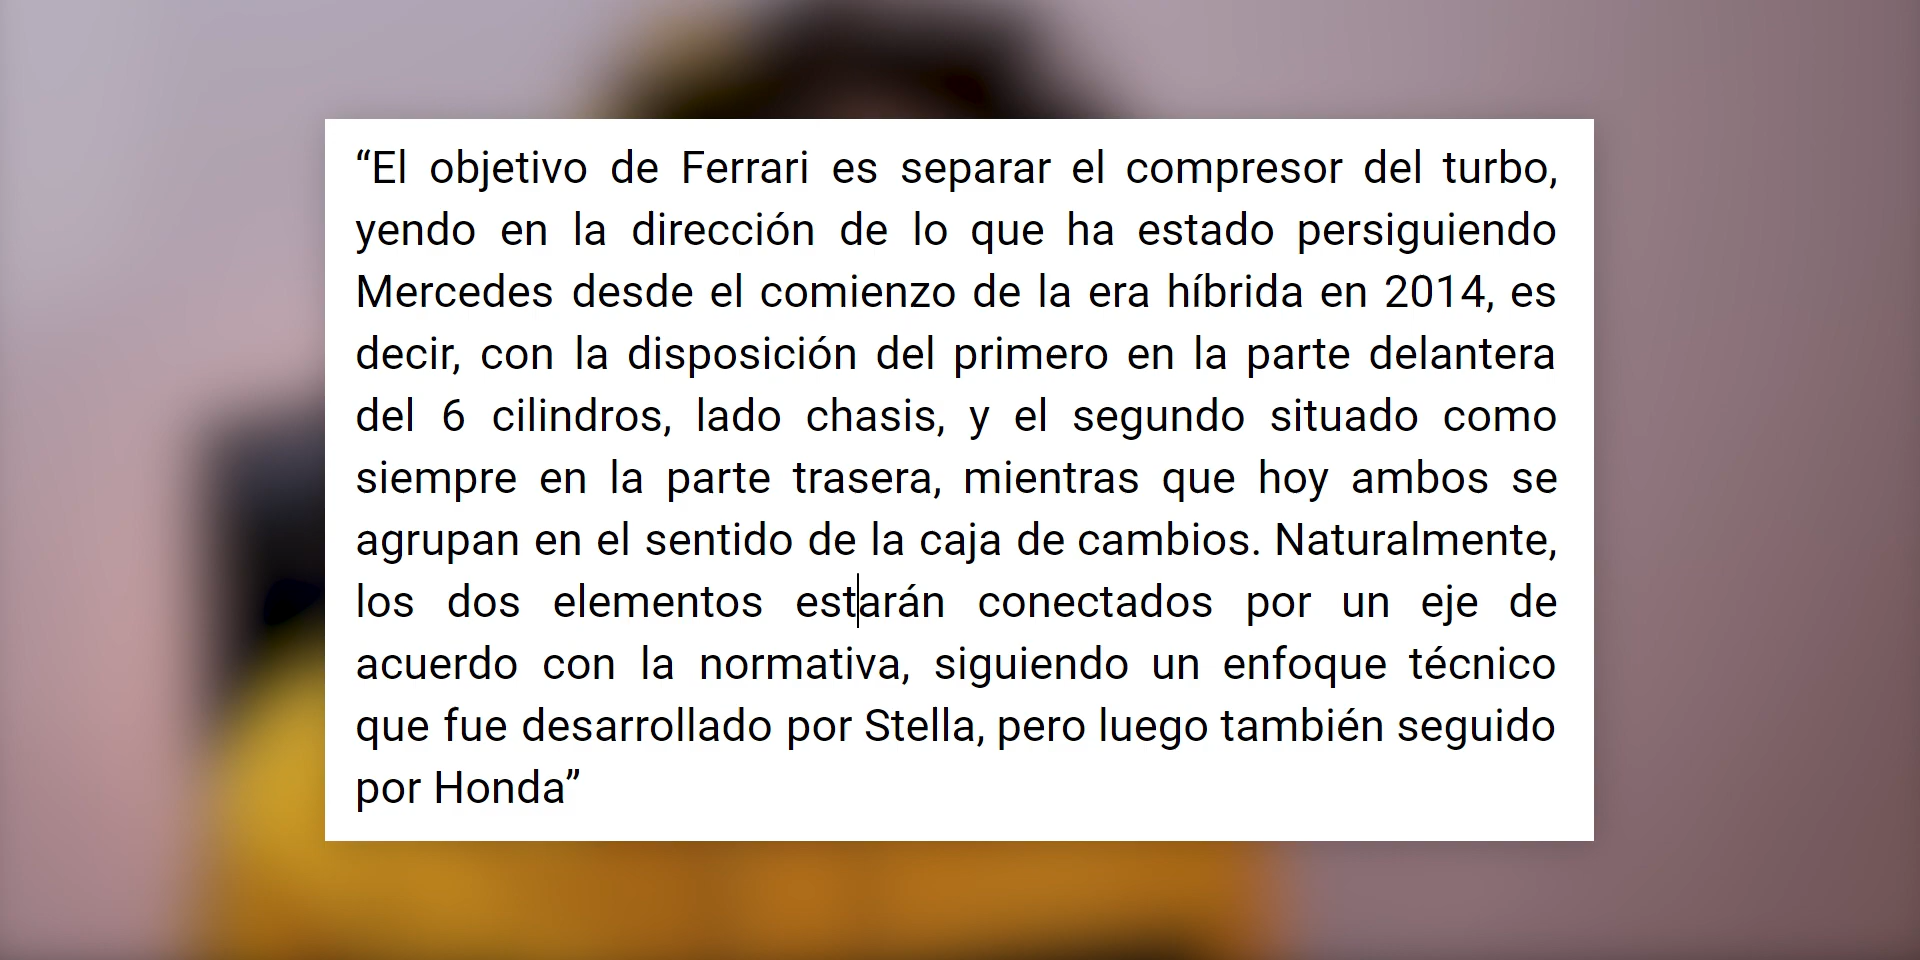 “El objetivo de Ferrari es separar el compresor del turbo,
yendo en la dirección de lo que ha estado persiguiendo
Mercedes desde el comienzo de la era híbrida en 2014, es
decir, con la disposición del primero en la parte delantera
del 6 cilindros, lado chasis, y el segundo situado como
siempre en la parte trasera, mientras que hoy ambos se
agrupan en el sentido de la caja de cambios. Naturalmente,
los dos elementos estarán conectados por un eje de
acuerdo con la normativa, siguiendo un enfoque técnico
que fue desarrollado por Stella, pero luego también seguido
por Honda”